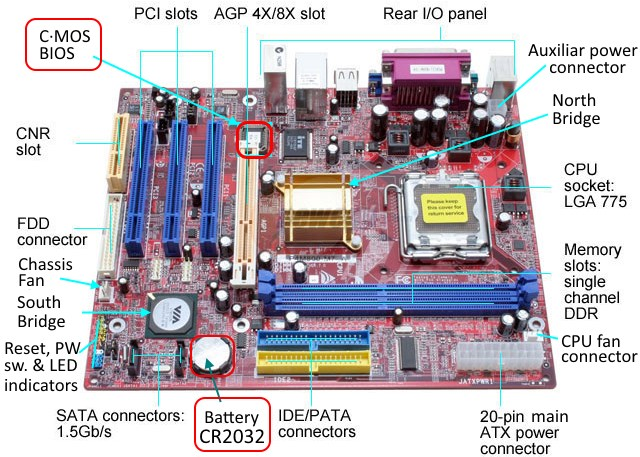 PCI slots
AGP 4X/8X slot
Rear I/O panel
C·MOS
BIOS
Auxiliar power
connector
North
Bridge
CNR
slot
CPU
socket:
LGA 775
Please keep
this cover for
return service
FDD
connector
Memory
slots:
single
channel
DDR
Chassis
Fan
South
Bridge
VIA
CPU fan
connector
Reset, PW
sw. & LED
indicators
JATXPWR1
SATA connectors:
1.5Gb/s
Battery
CR2032
IDE/PATA
connectors
20-pin main
ATX power
connector